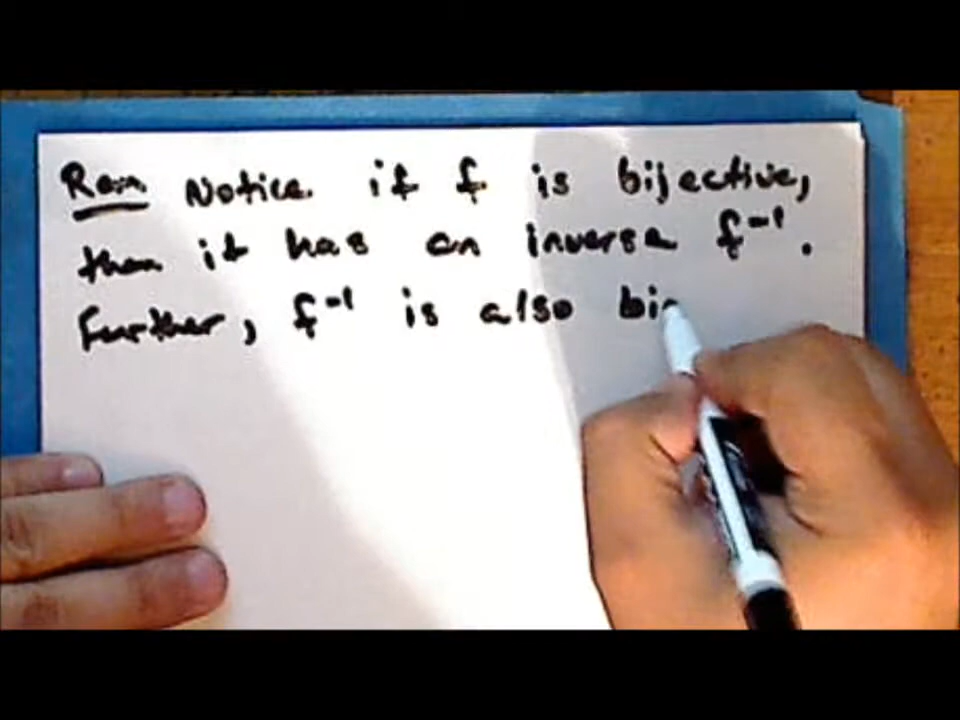 Rem Notice if f is bijective,
then it has an inverse f⁻¹.
Further, f⁻¹ is also bi